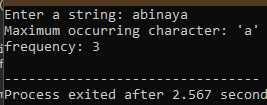 Enter a string: abinaya
Maximum occurring character: 'a'
frequency: 3
--------------------------------
Process exited after 2.567 second